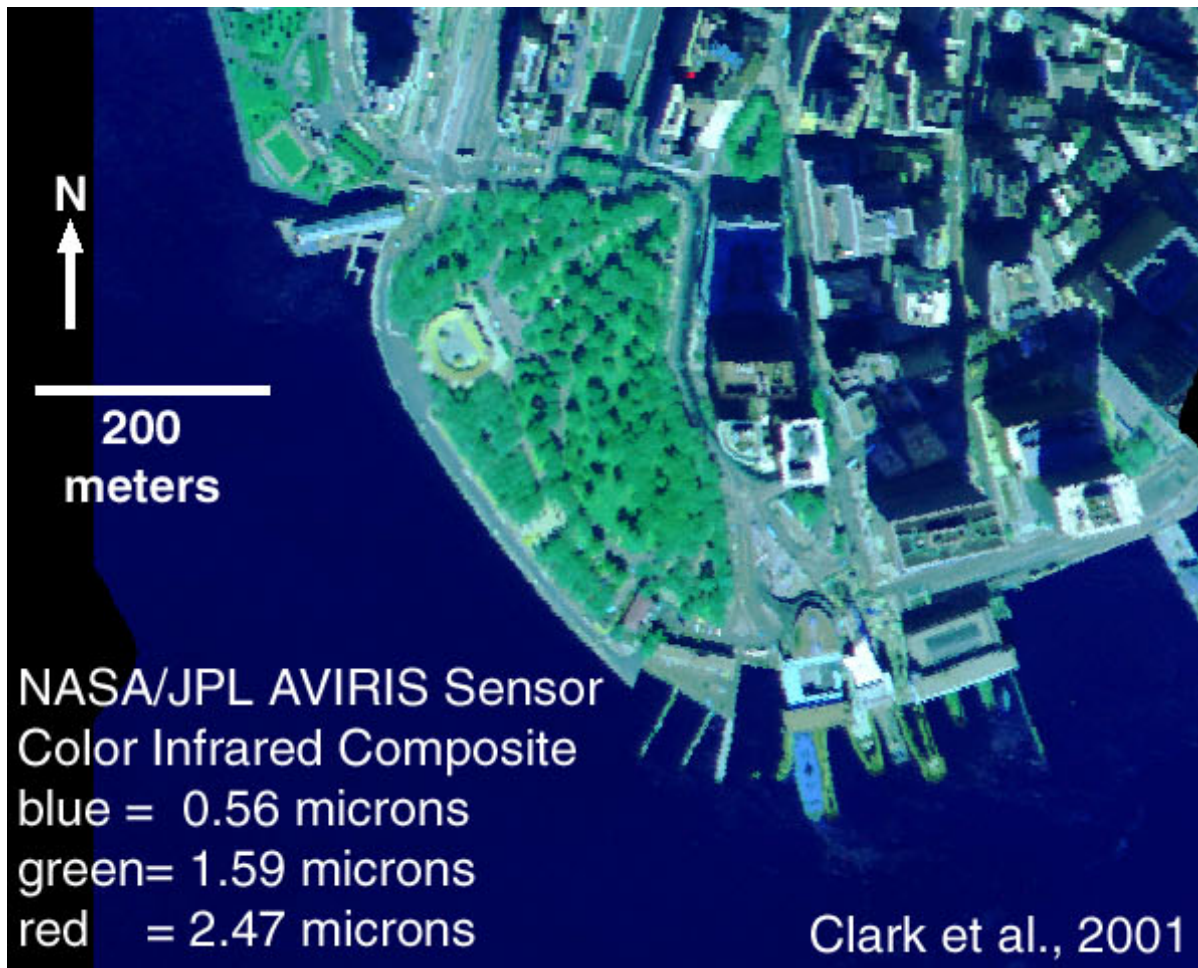 N
200
meters
NASA/JPL AVIRIS Sensor
Color Infrared Composite
blue = 0.56 microns
green= 1.59 microns
red = 2.47 microns
Clark et al., 2001